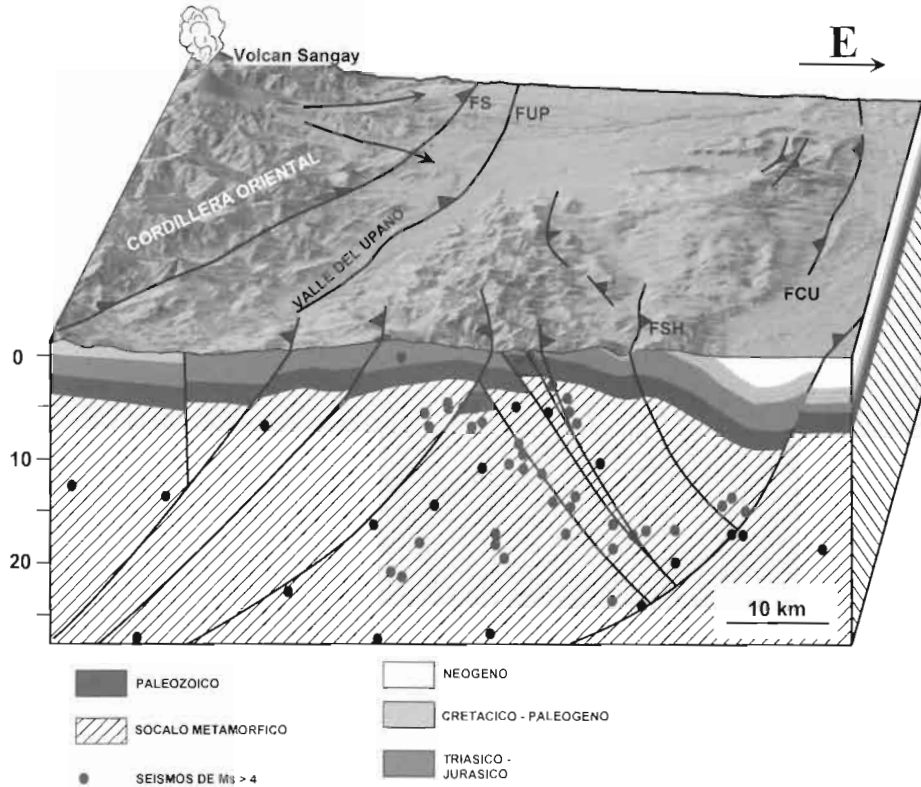 Volcan Sangay
E
FS
FUP
CORDILLERA ORIENTAL
VALLE DEL UPANO
FCU
FSH
0
10
20
10 km
PALEOZOICO
SOCALO METAMORFICO
SEISMOS DE Ms > 4
NEOGENO
CRETACICO - PALEOGENO
TRIASICO -
JURASICO